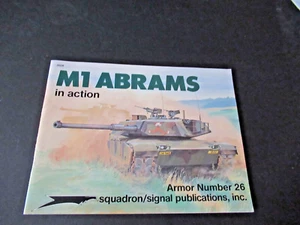 M1 ABRAMS
in action
Armor Number 26
squadron/signal publications, inc.